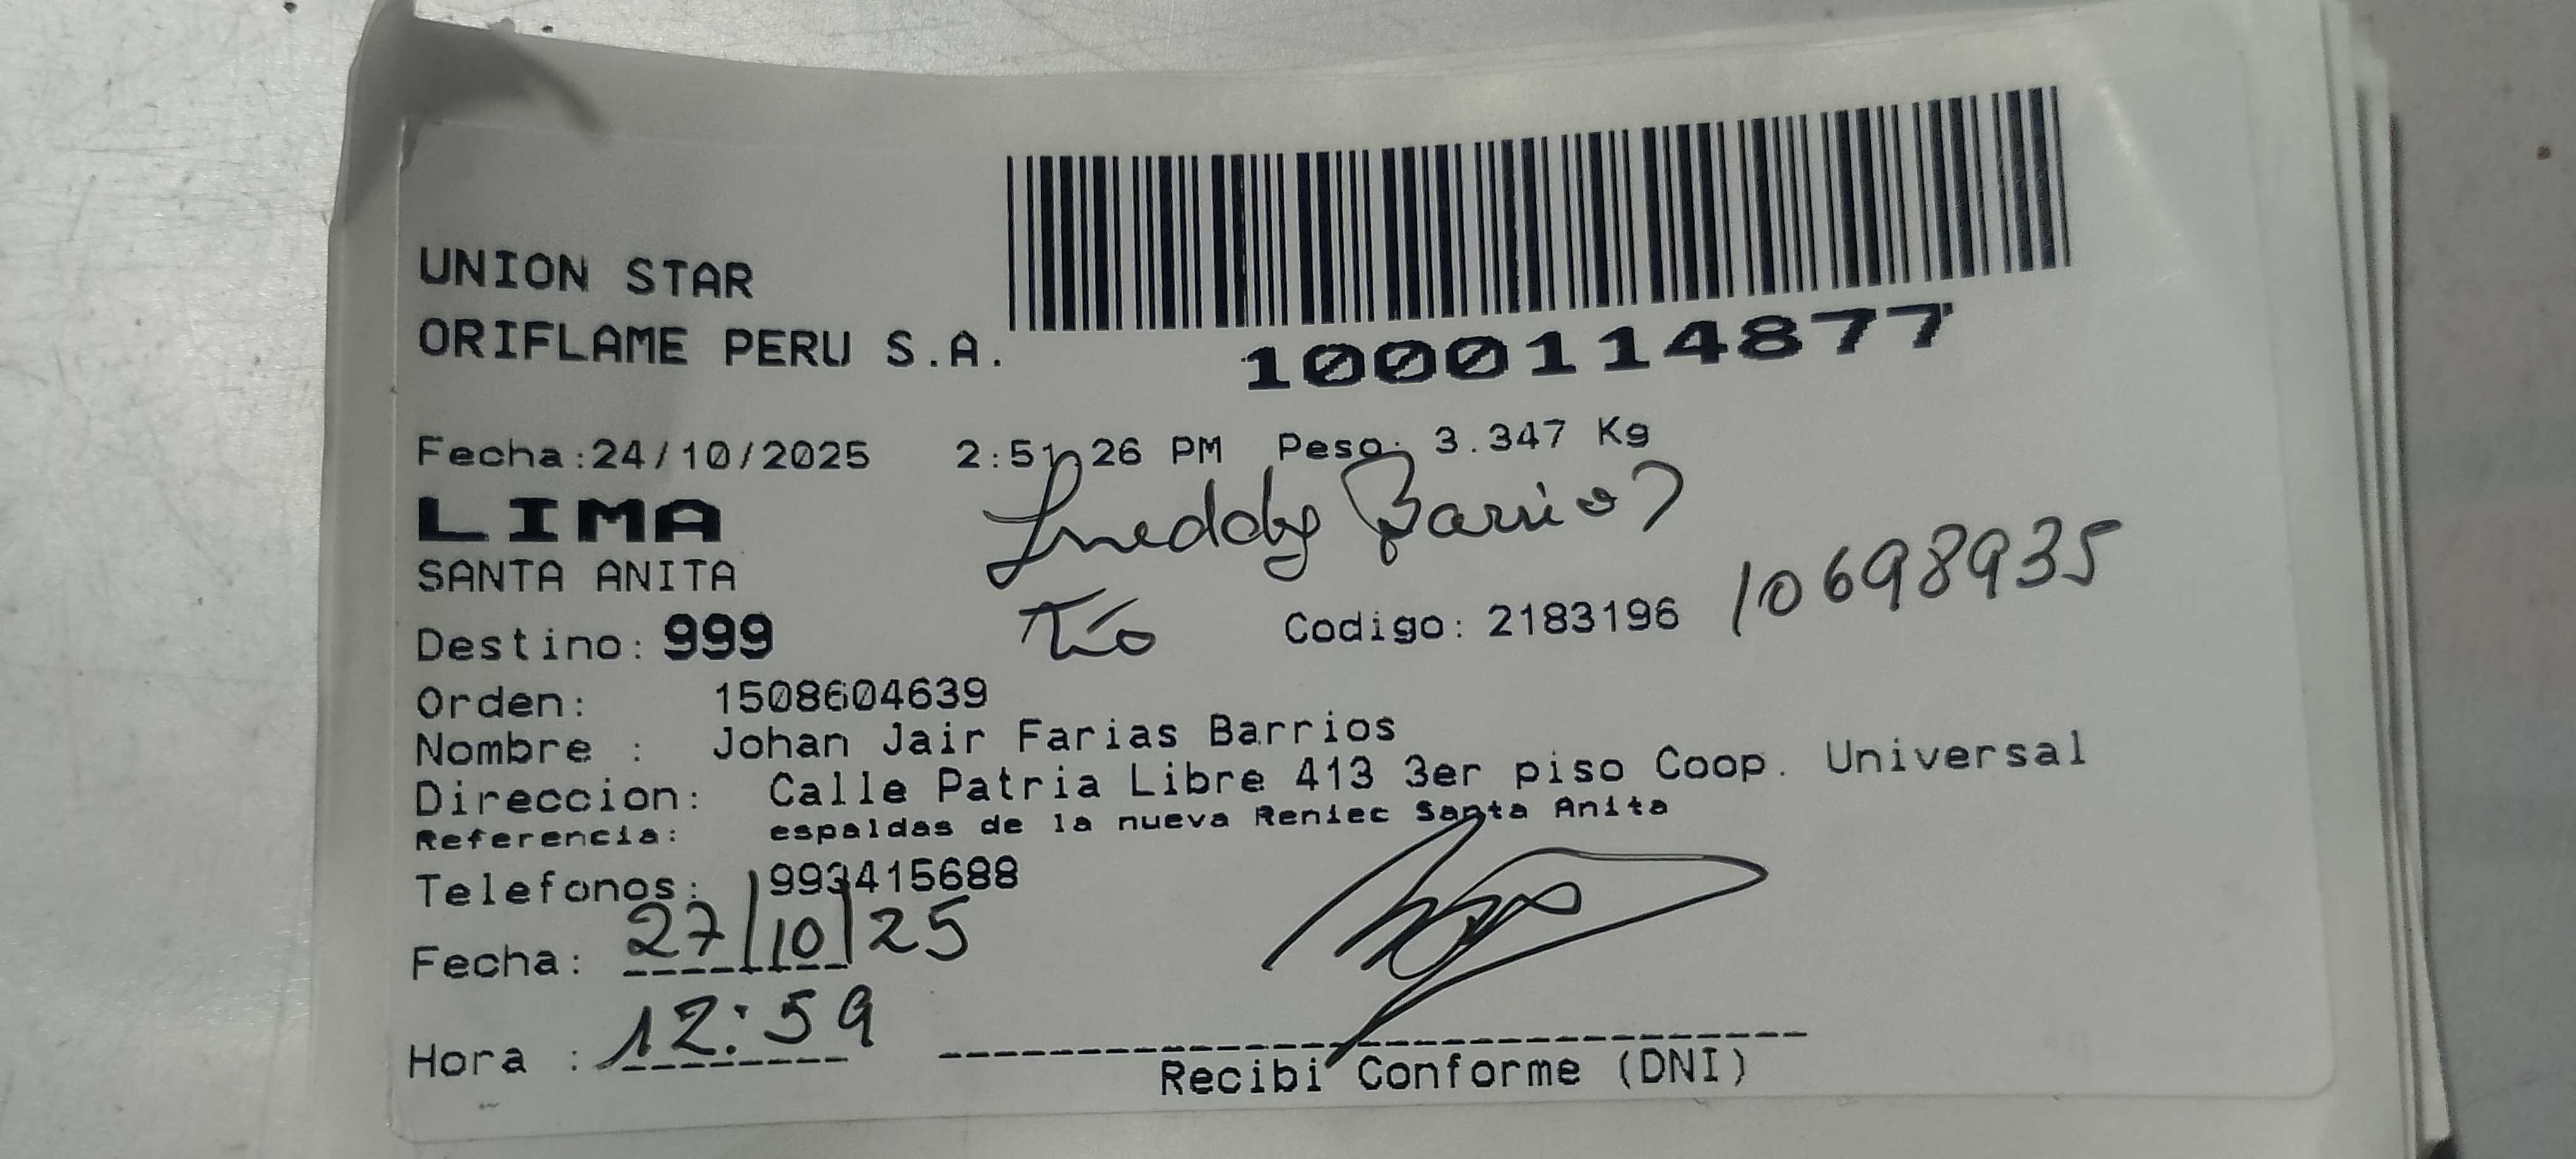 UNION STAR
ORIFLAME PERU S.A.
1000114877
Fecha:24/10/2025 2:51:26 PM Peso: 3.347 Kg
LIMA
Freddy Barrios
SANTA ANITA
10698935
Destino: 999
Tío
Codigo: 2183196
Orden: 1508604639
Nombre : Johan Jair Farias Barrios
Direccion: Calle Patria Libre 413 3er piso Coop. Universal
Referencia: espaldas de la nueva Reniec Santa Anita
Telefonos: 993415688
Fecha: 27/10/25
Hora : 12:59
Recibi Conforme (DNI)